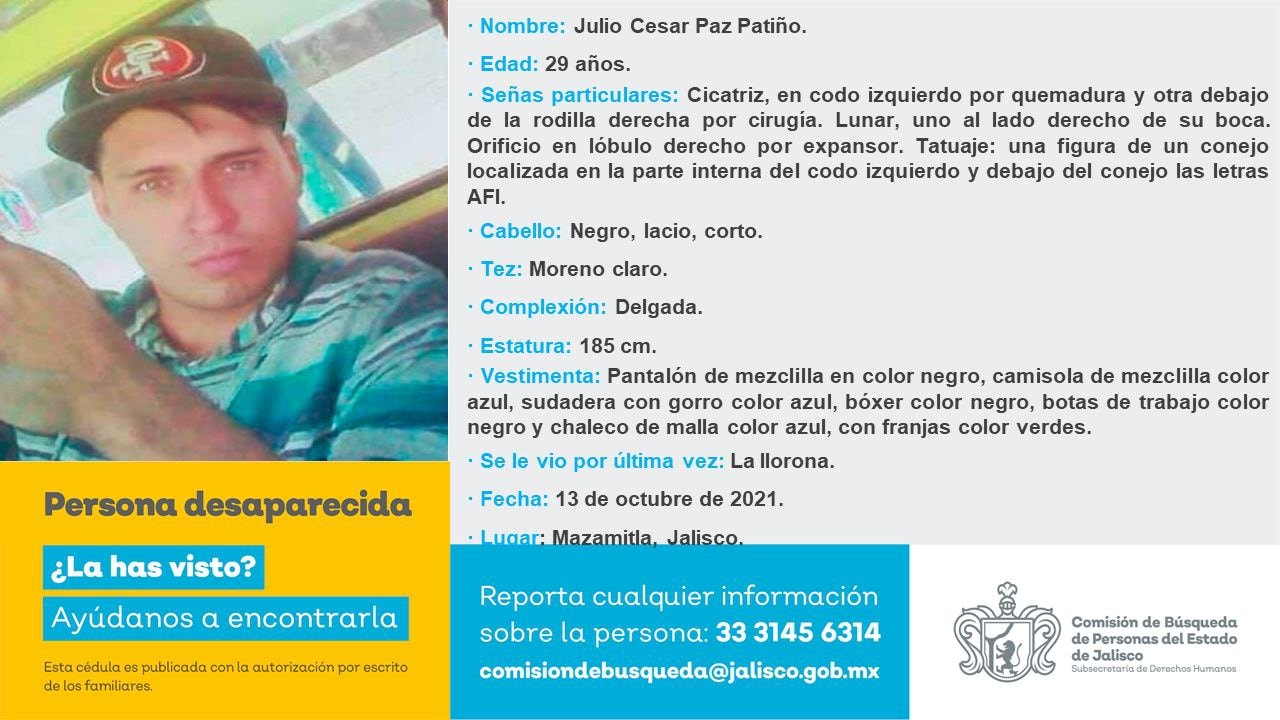 · Nombre: Julio Cesar Paz Patiño.
· Edad: 29 años.
· Señas particulares: Cicatriz, en codo izquierdo por quemadura y otra debajo
de la rodilla derecha por cirugía. Lunar, uno al lado derecho de su boca.
Orificio en lóbulo derecho por expansor. Tatuaje: una figura de un conejo
localizada en la parte interna del codo izquierdo y debajo del conejo las letras
AFI.
· Cabello: Negro, lacio, corto.
· Tez: Moreno claro.
· Complexión: Delgada.
· Estatura: 185 cm.
· Vestimenta: Pantalón de mezclilla en color negro, camisola de mezclilla color
azul, sudadera con gorro color azul, bóxer color negro, botas de trabajo color
negro y chaleco de malla color azul, con franjas color verdes.
· Se le vio por última vez: La llorona.
· Fecha: 13 de octubre de 2021.
· Lugar: Mazamitla, Jalisco.
Persona desaparecida
¿La has visto?
Ayúdanos a encontrarla
Esta cédula es publicada con la autorización por escrito
de los familiares.
Reporta cualquier información
sobre la persona: 33 3145 6314
comisiondebusqueda@jalisco.gob.mx
Comisión de Búsqueda
de Personas del Estado
de Jalisco
Subsecretaría de Derechos Humanos
SF